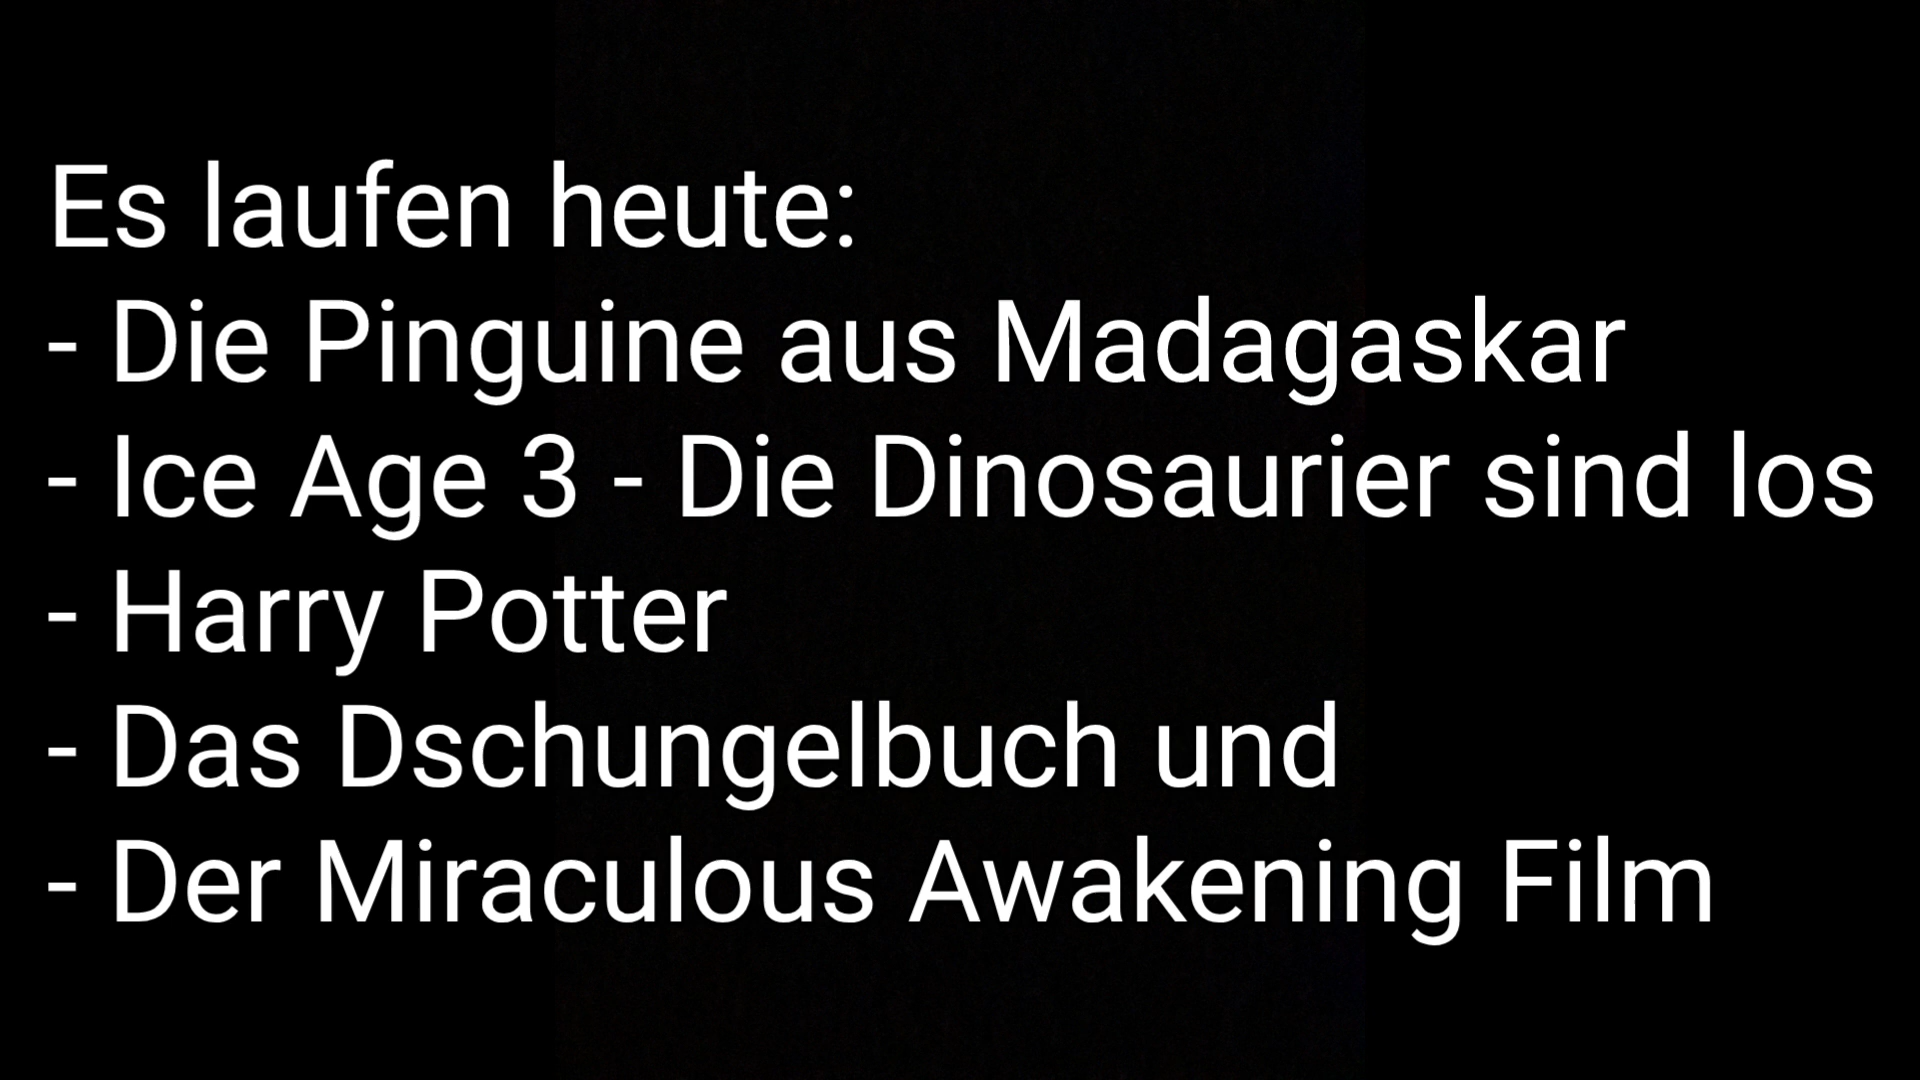 Es laufen heute:
- Die Pinguine aus Madagaskar
- Ice Age 3 - Die Dinosaurier sind los
- Harry Potter
- Das Dschungelbuch und
- Der Miraculous Awakening Film